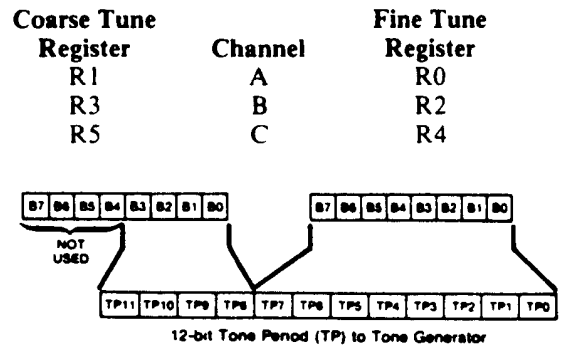 Coarse Tune Register Channel Fine Tune Register
R1 A R0
R3 B R2
R5 C R4
B7 B6 B5 B4 B3 B2 B1 B0 B7 B6 B5 B4 B3 B2 B1 B0
NOT USED
TP11 TP10 TP9 TP8 TP7 TP6 TP5 TP4 TP3 TP2 TP1 TP0
12-bit Tone Period (TP) to Tone Generator